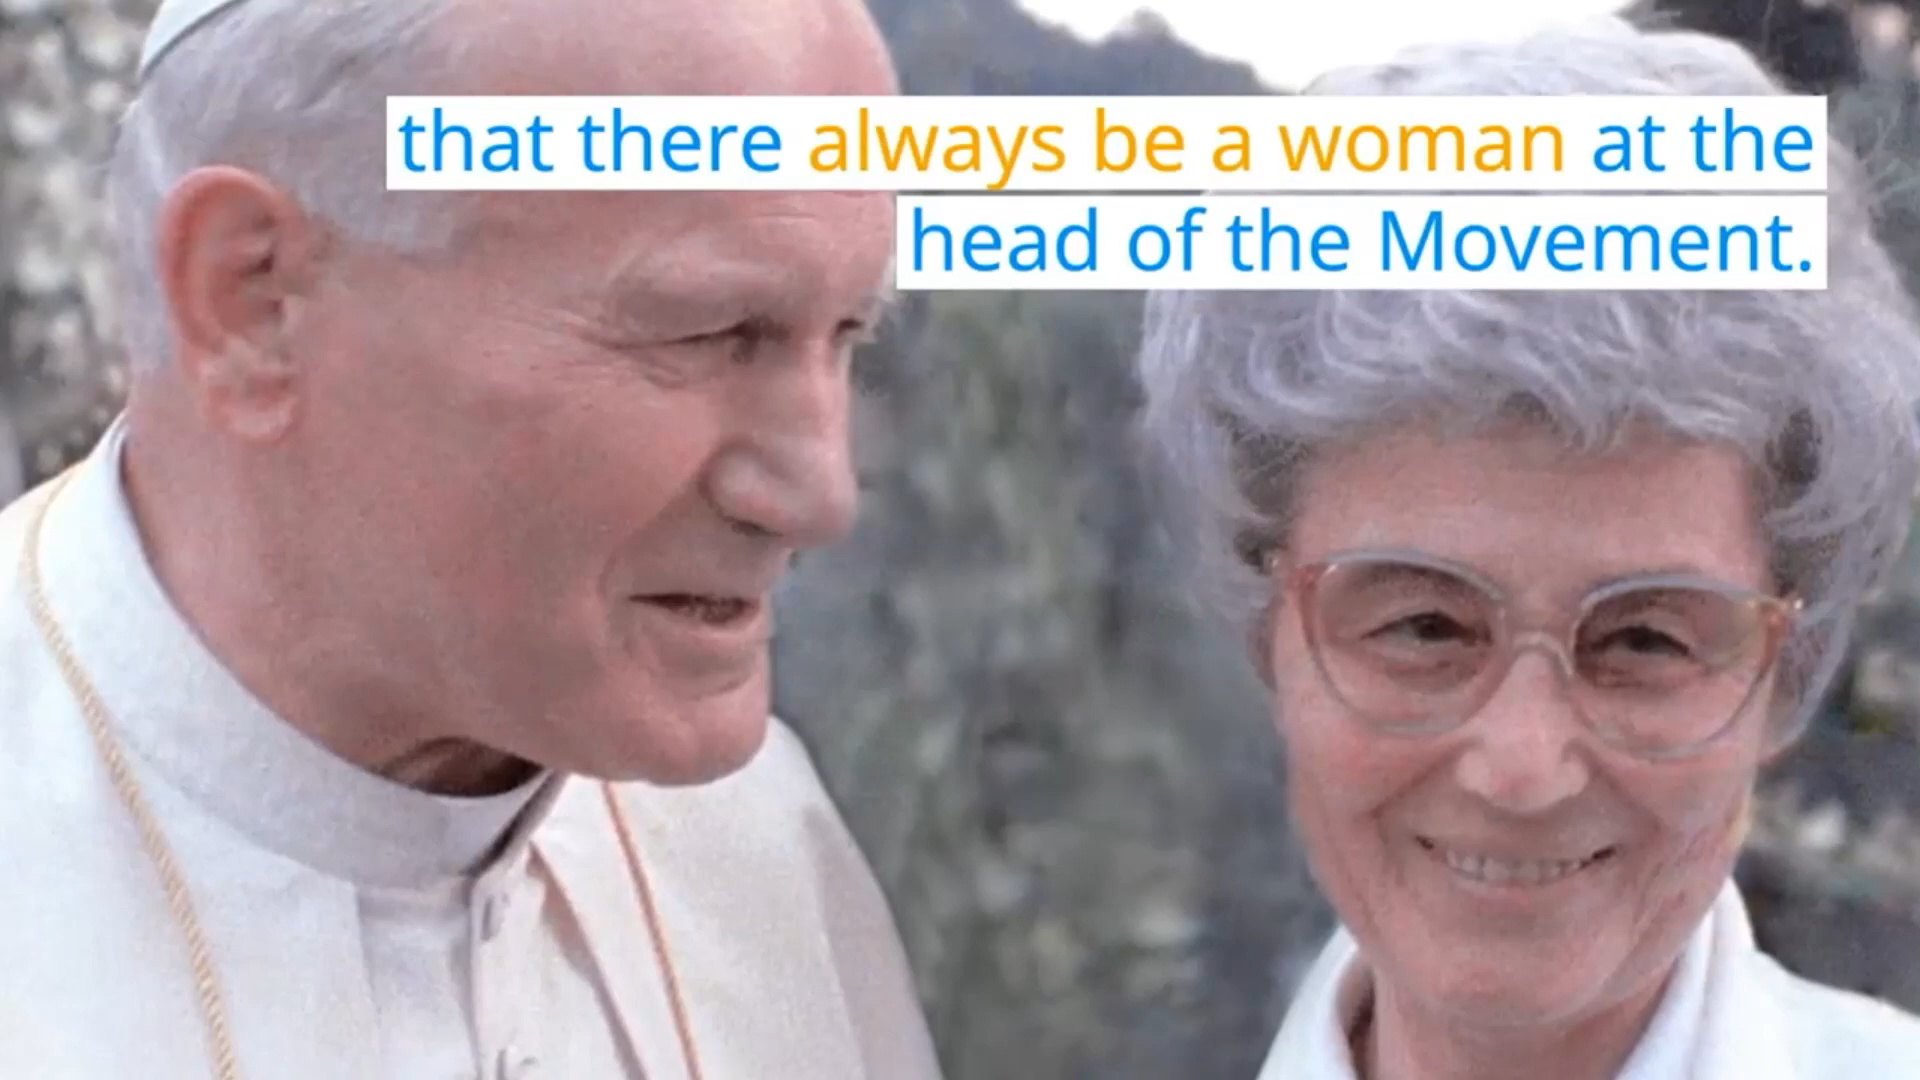 that there always be a woman at the
head of the Movement.